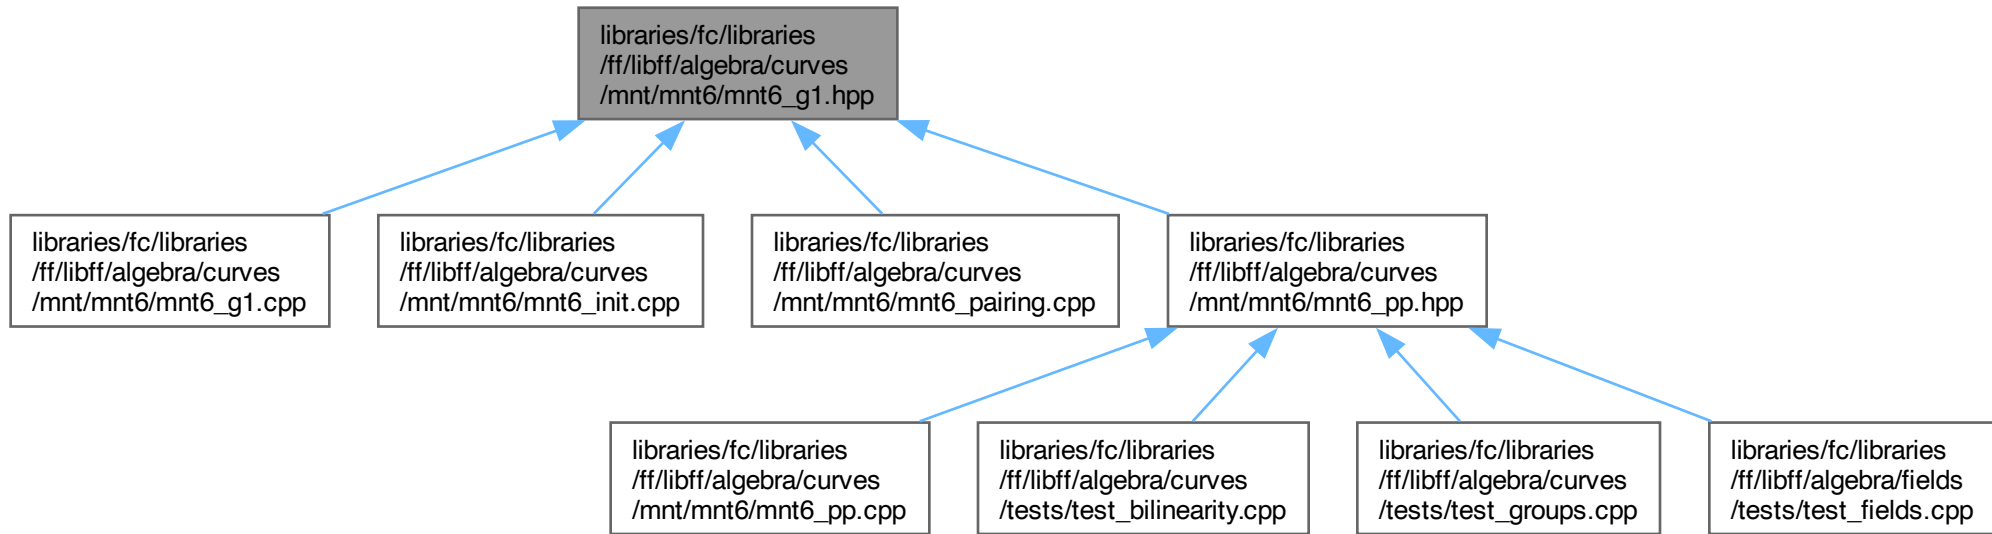 libraries/fc/libraries
/ff/libff/algebra/curves
/mnt/mnt6/mnt6_g1.hpp
libraries/fc/libraries
/ff/libff/algebra/curves
/mnt/mnt6/mnt6_g1.cpp
libraries/fc/libraries
/ff/libff/algebra/curves
/mnt/mnt6/mnt6_init.cpp
libraries/fc/libraries
/ff/libff/algebra/curves
/mnt/mnt6/mnt6_pairing.cpp
libraries/fc/libraries
/ff/libff/algebra/curves
/mnt/mnt6/mnt6_pp.hpp
libraries/fc/libraries
/ff/libff/algebra/curves
/mnt/mnt6/mnt6_pp.cpp
libraries/fc/libraries
/ff/libff/algebra/curves
/tests/test_bilinearity.cpp
libraries/fc/libraries
/ff/libff/algebra/curves
/tests/test_groups.cpp
libraries/fc/libraries
/ff/libff/algebra/fields
/tests/test_fields.cpp